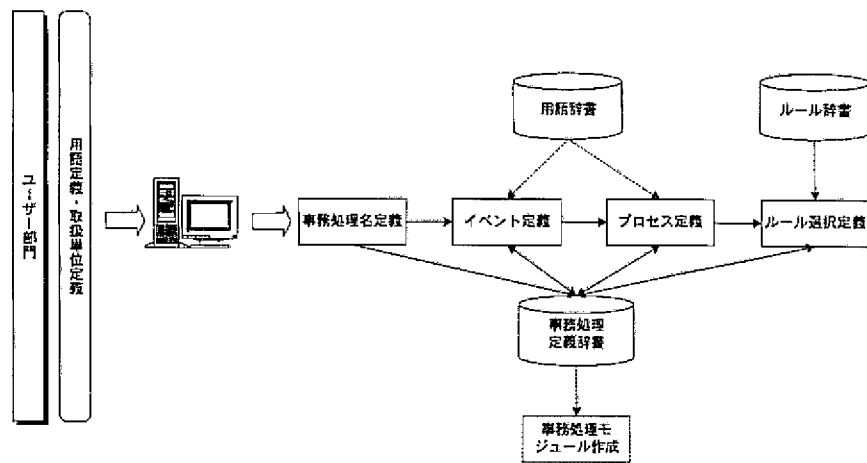 ユーザー部門
用語定義・取扱単位定義
用語辞書
ルール辞書
事務処理名定義
イベント定義
プロセス定義
ルール選択定義
事務処理
定義辞書
事務処理モ
ジュール作成